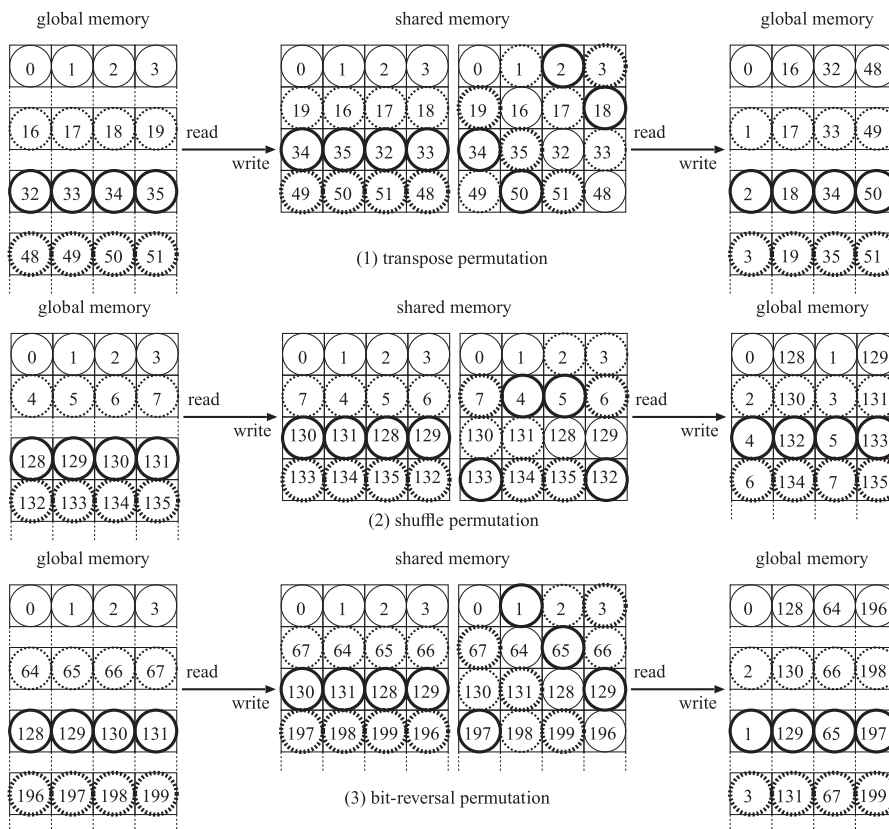 global memory shared memory global memory
0 1 2 3 0 1 2 3 0 1 2 3 0 16 32 48
16 17 18 19 19 16 17 18 19 16 17 18 1 17 33 49
read read
write write
32 33 34 35 34 35 32 33 34 35 32 33 2 18 34 50
48 49 50 51 49 50 51 48 49 50 51 48 3 19 35 51
(1) transpose permutation
global memory shared memory global memory
0 1 2 3 0 1 2 3 0 1 2 3 0 128 1 129
4 5 6 7 7 4 5 6 7 4 5 6 2 130 3 131
read read
write write
128 129 130 131 130 131 128 129 130 131 128 129 4 132 5 133
132 133 134 135 133 134 135 132 133 134 135 132 6 134 7 135
(2) shuffle permutation
global memory shared memory global memory
0 1 2 3 0 1 2 3 0 1 2 3 0 128 64 196
64 65 66 67 67 64 65 66 67 64 65 66 2 130 66 198
read read
write write
128 129 130 131 130 131 128 129 130 131 128 129 1 129 65 197
196 197 198 199 197 198 199 196 197 198 199 196 3 131 67 199
(3) bit-reversal permutation